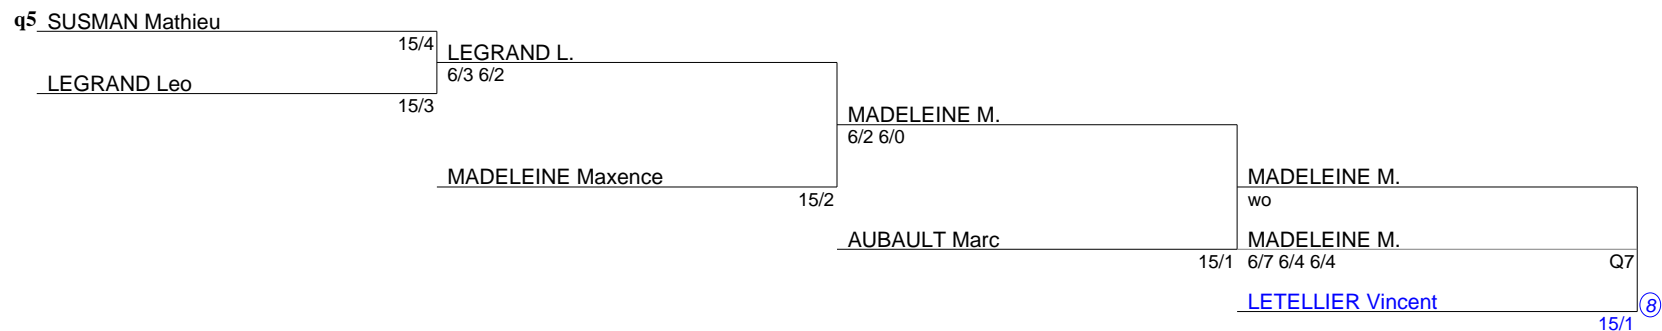 q5 SUSMAN Mathieu
15/4
LEGRAND L.
6/3 6/2
LEGRAND Leo
15/3
MADELEINE M.
6/2 6/0
MADELEINE Maxence
15/2
MADELEINE M.
wo
AUBAULT Marc
15/1
MADELEINE M.
6/7 6/4 6/4
Q7
LETELLIER Vincent
8
15/1